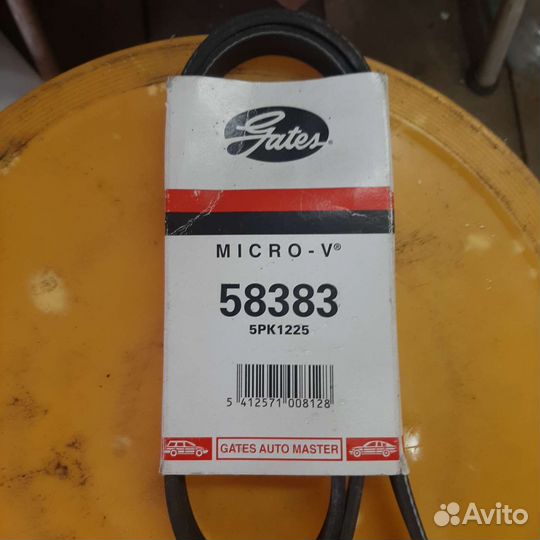 Gates®
MICRO-V®
58383
5PK1225
5 412571 008128
GATES AUTO MASTER
Avito